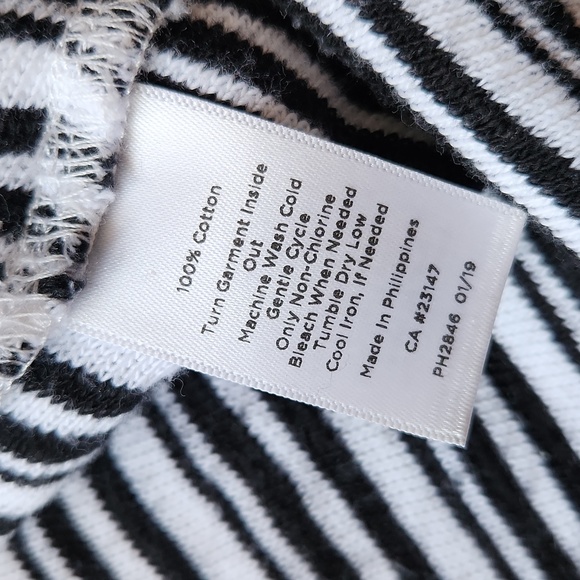 100% Cotton
Turn Garment Inside
Out
Machine Wash Cold
Gentle Cycle
Only Non-Chlorine
Bleach When Needed
Tumble Dry Low
Cool Iron, If Needed
Made In Philippines
CA #23147
PH2846 01/19